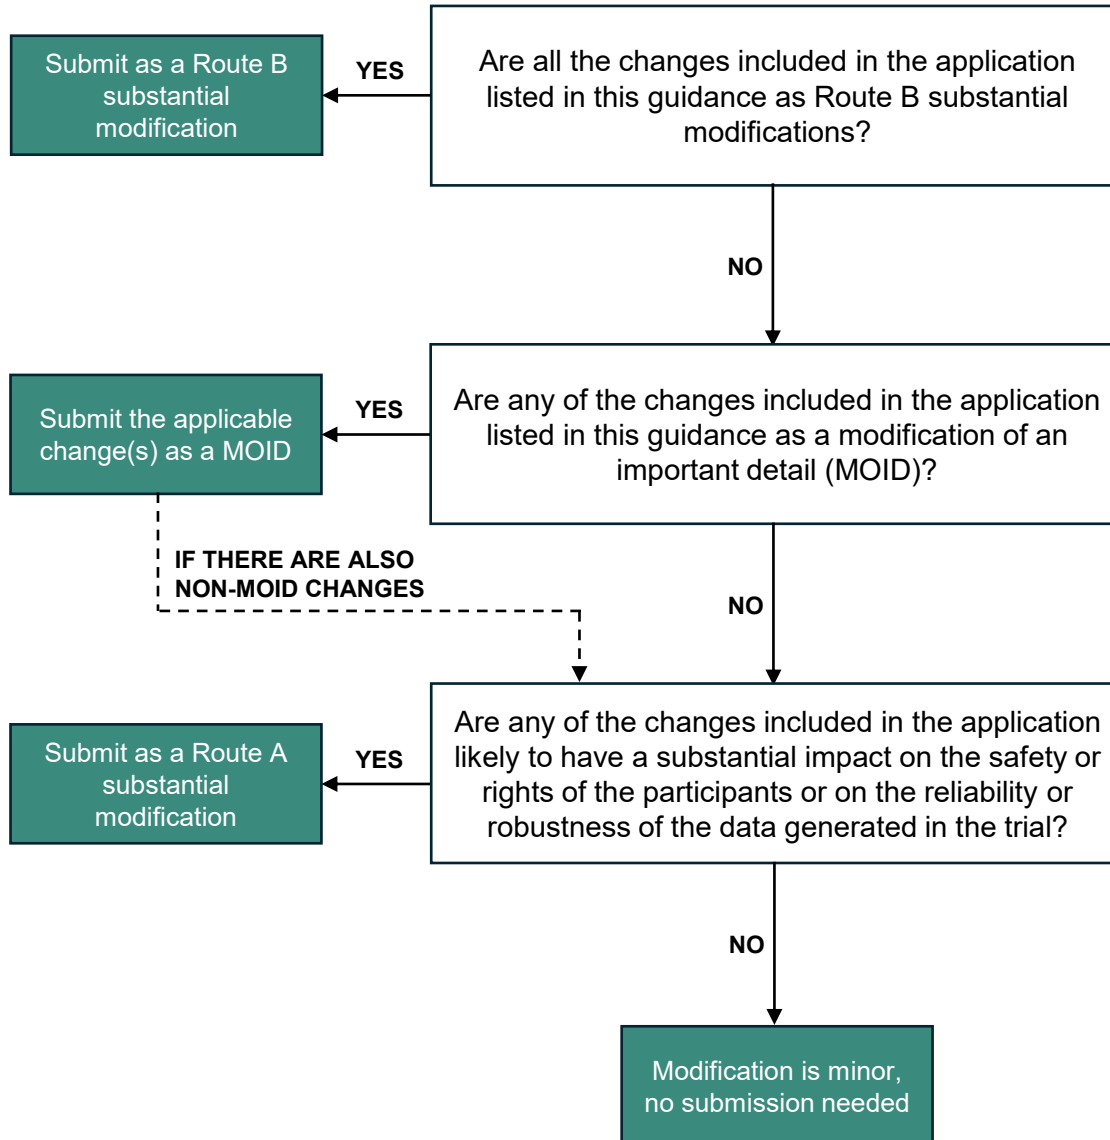 Submit as a Route B
substantial
modification
YES
Are all the changes included in the application
listed in this guidance as Route B substantial
modifications?
NO
Submit the applicable
change(s) as a MOID
YES
Are any of the changes included in the application
listed in this guidance as a modification of an
important detail (MOID)?
IF THERE ARE ALSO
NON-MOID CHANGES
NO
Submit as a Route A
substantial
modification
YES
Are any of the changes included in the application
likely to have a substantial impact on the safety or
rights of the participants or on the reliability or
robustness of the data generated in the trial?
NO
Modification is minor,
no submission needed